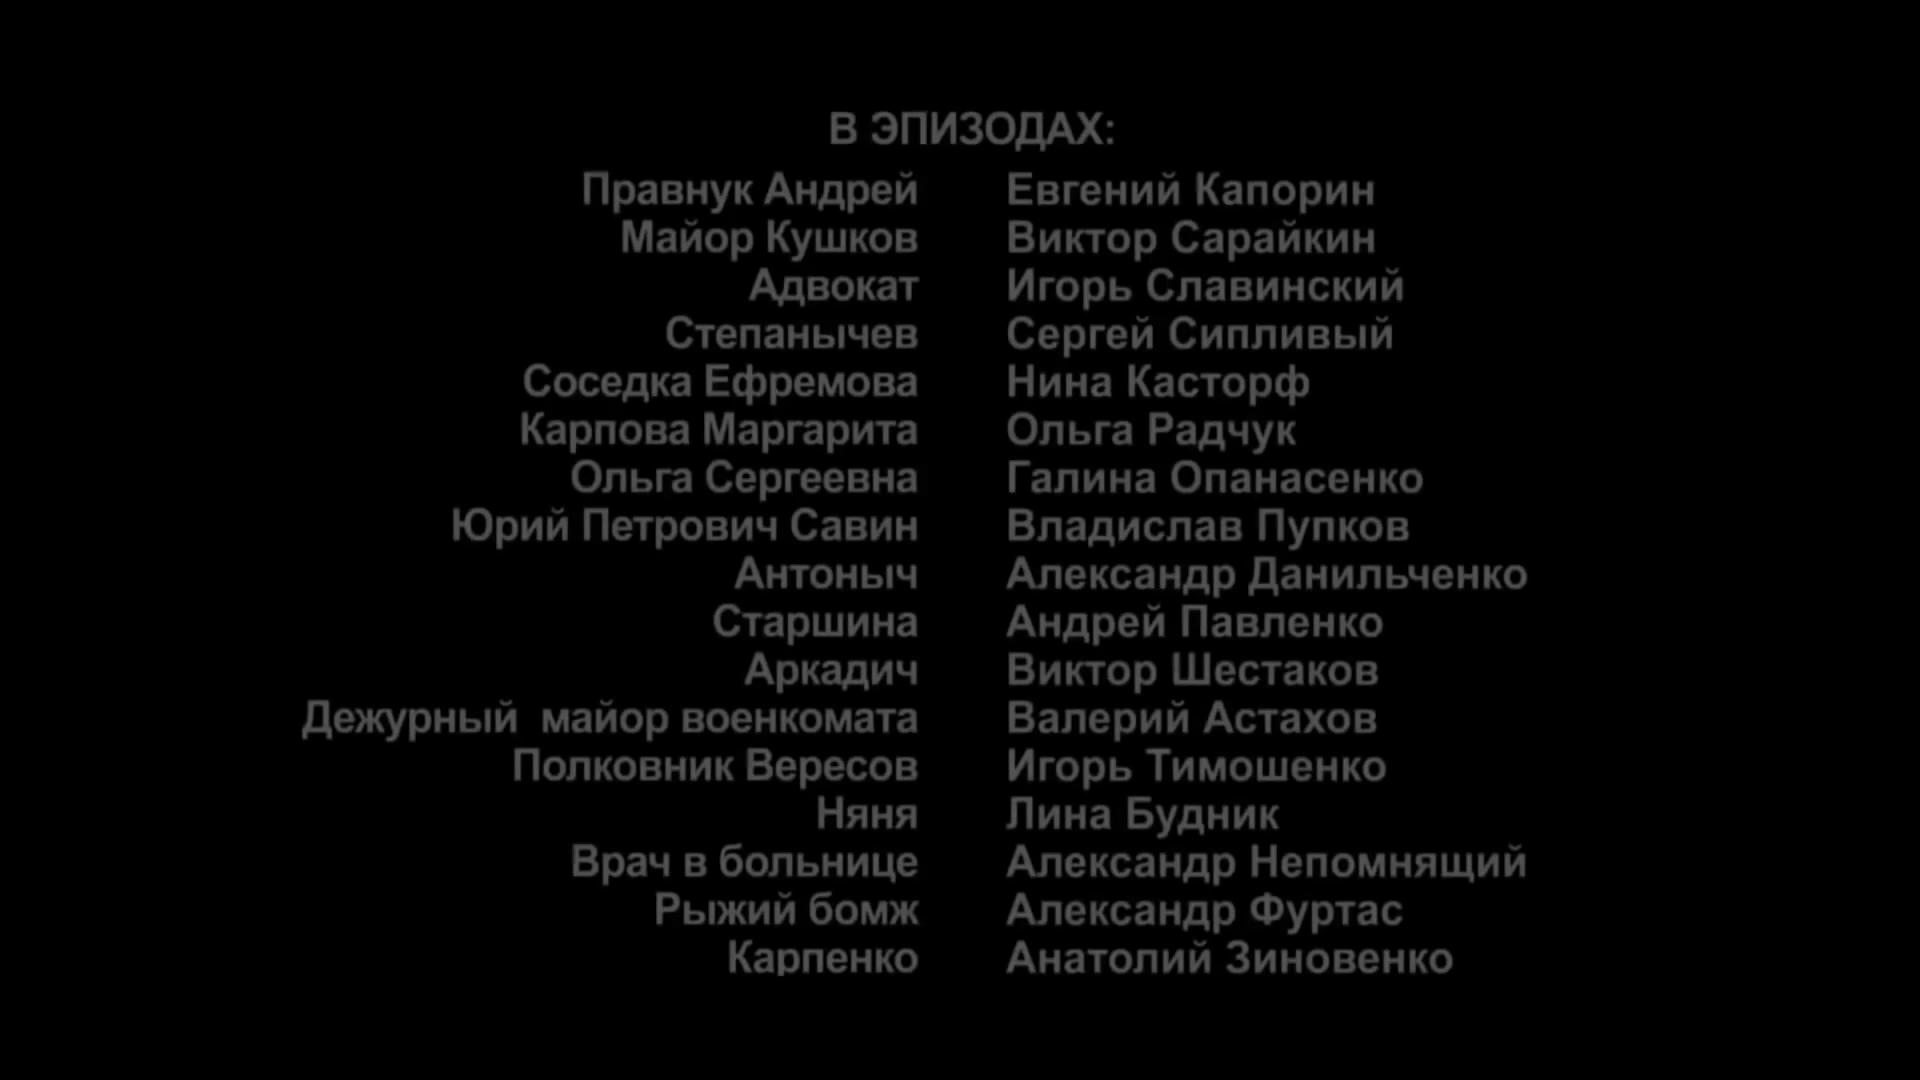 В ЭПИЗОДАХ:
Правнук Андрей Евгений Капорин
Майор Кушков Виктор Сарайкин
Адвокат Игорь Славинский
Степанычев Сергей Сипливый
Соседка Ефремова Нина Касторф
Карпова Маргарита Ольга Радчук
Ольга Сергеевна Галина Опанасенко
Юрий Петрович Савин Владислав Пупков
Антоныч Александр Данильченко
Старшина Андрей Павленко
Аркадич Виктор Шестаков
Дежурный майор военкомата Валерий Астахов
Полковник Вересов Игорь Тимошенко
Няня Лина Будник
Врач в больнице Александр Непомнящий
Рыжий бомж Александр Фуртас
Карпенко Анатолий Зиновенко